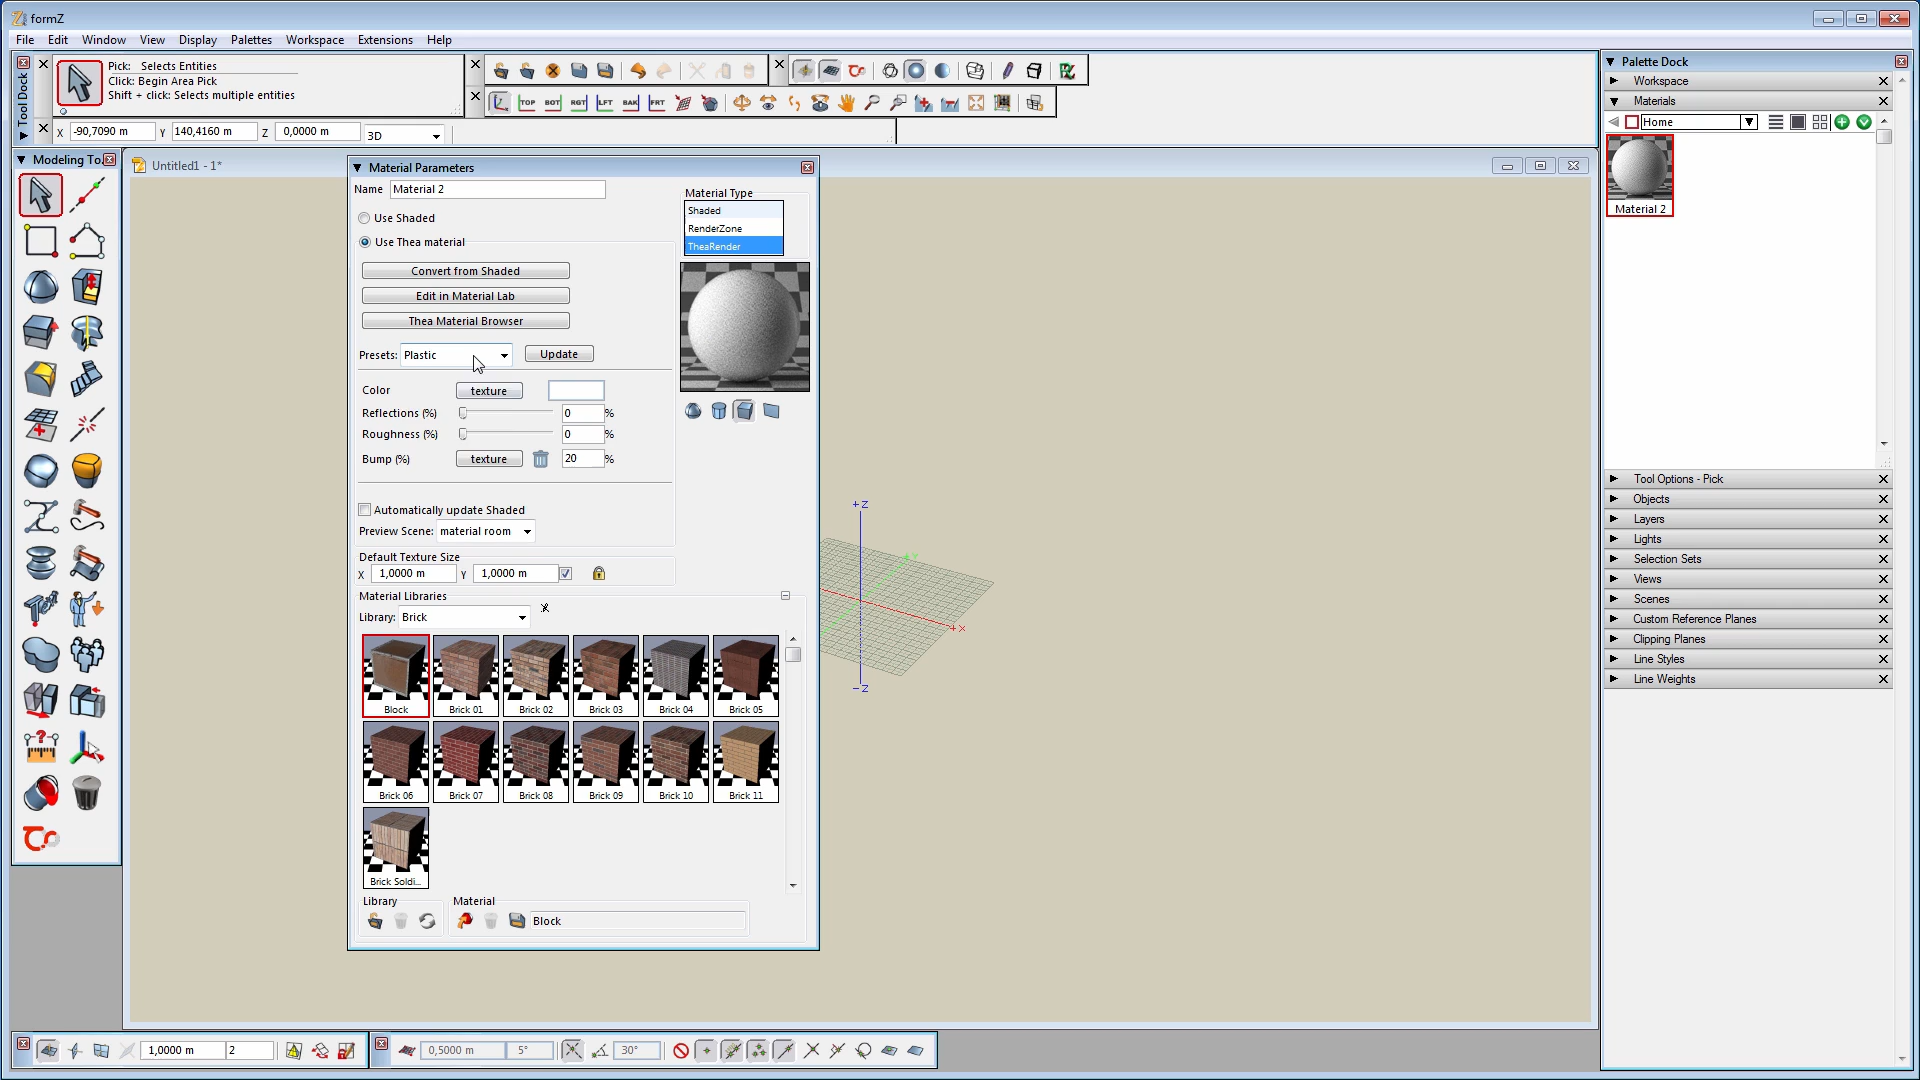 formZ
File Edit Window View Display Palettes Workspace Extensions Help
Tool Dock
Pick: Selects Entities
Click: Begin Area Pick
Shift + click: Selects multiple entities
TOP BOT RGT LFT BAK FRT
X -90,7090 m Y 140,4160 m Z 0,0000 m 3D
Modeling To
Untitled1 - 1*
Material Parameters
Name Material 2
Use Shaded
Use Thea material
Convert from Shaded
Edit in Material Lab
Thea Material Browser
Presets: Plastic Update
Color texture
Reflections (%) 0 %
Roughness (%) 0 %
Bump (%) texture 20 %
Automatically update Shaded
Preview Scene: material room
Default Texture Size
X 1,0000 m Y 1,0000 m
Material Type
Shaded
RenderZone
TheaRender
Material Libraries
Library: Brick
Block Brick 01 Brick 02 Brick 03 Brick 04 Brick 05
Brick 06 Brick 07 Brick 08 Brick 09 Brick 10 Brick 11
Brick Soldi...
Library Material
Block
+Z
+Y
+X
-Z
Palette Dock
Workspace
Materials
Home
Material 2
Tool Options - Pick
Objects
Layers
Lights
Selection Sets
Views
Scenes
Custom Reference Planes
Clipping Planes
Line Styles
Line Weights
1,0000 m 2
0,5000 m 5° 30°